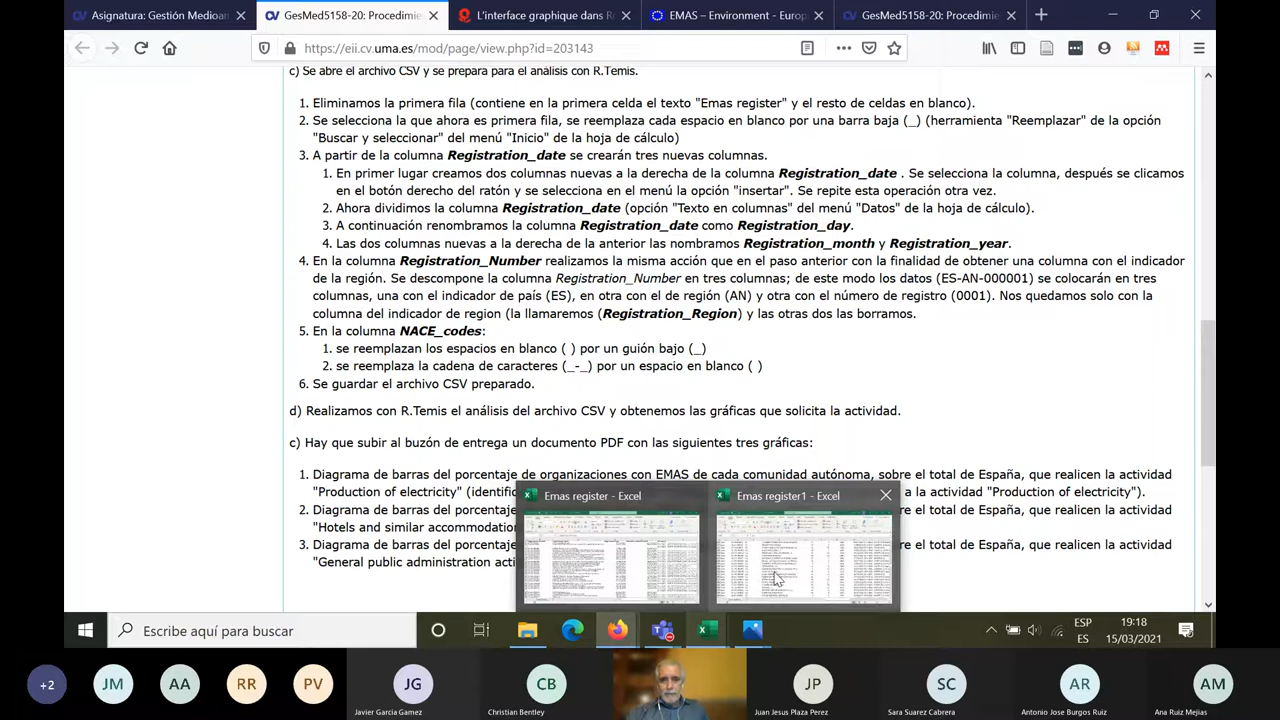 Asignatura: Gestión Medioam
GesMed5158-20: Procedimie
L'interface graphique dans R
EMAS – Environment - Europ
GesMed5158-20: Procedimie
https://eii.cv.uma.es/mod/page/view.php?id=203143
c) Se abre el archivo CSV y se prepara para el análisis con R.Temis.
1. Eliminamos la primera fila (contiene en la primera celda el texto "Emas register" y el resto de celdas en blanco).
2. Se selecciona la que ahora es primera fila, se reemplaza cada espacio en blanco por una barra baja (_) (herramienta "Reemplazar" de la opción
"Buscar y seleccionar" del menú "Inicio" de la hoja de cálculo)
3. A partir de la columna Registration_date se crearán tres nuevas columnas.
1. En primer lugar creamos dos columnas nuevas a la derecha de la columna Registration_date . Se selecciona la columna, después se clicamos
en el botón derecho del ratón y se selecciona en el menú la opción "insertar". Se repite esta operación otra vez.
2. Ahora dividimos la columna Registration_date (opción "Texto en columnas" del menú "Datos" de la hoja de cálculo).
3. A continuación renombramos la columna Registration_date como Registration_day.
4. Las dos columnas nuevas a la derecha de la anterior las nombramos Registration_month y Registration_year.
4. En la columna Registration_Number realizamos la misma acción que en el paso anterior con la finalidad de obtener una columna con el indicador
de la región. Se descompone la columna Registration_Number en tres columnas; de este modo los datos (ES-AN-000001) se colocarán en tres
columnas, una con el indicador de país (ES), en otra con el de región (AN) y otra con el número de registro (0001). Nos quedamos solo con la
columna del indicador de region (la llamaremos (Registration_Region) y las otras dos las borramos.
5. En la columna NACE_codes:
1. se reemplazan los espacios en blanco ( ) por un guión bajo (_)
2. se reemplaza la cadena de caracteres (_-_) por un espacio en blanco ( )
6. Se guardar el archivo CSV preparado.
d) Realizamos con R.Temis el análisis del archivo CSV y obtenemos las gráficas que solicita la actividad.
c) Hay que subir al buzón de entrega un documento PDF con las siguientes tres gráficas:
1. Diagrama de barras del porcentaje de organizaciones con EMAS de cada comunidad autónoma, sobre el total de España, que realicen la actividad
"Production of electricity" (identific a la actividad "Production of electricity").
2. Diagrama de barras del porcentaje re el total de España, que realicen la actividad
"Hotels and similar accommodation
3. Diagrama de barras del porcentaje re el total de España, que realicen la actividad
"General public administration acti
Emas register - Excel
Emas register1 - Excel
Escribe aquí para buscar
ESP
ES
19:18
15/03/2021
+2
JM
AA
RR
PV
JG
CB
JP
SC
AR
AM
Javier Garcia Gamez
Christian Bentley
Juan Jesus Plaza Perez
Sara Suarez Cabrera
Antonio Jose Burgos Ruiz
Ana Ruiz Mejias